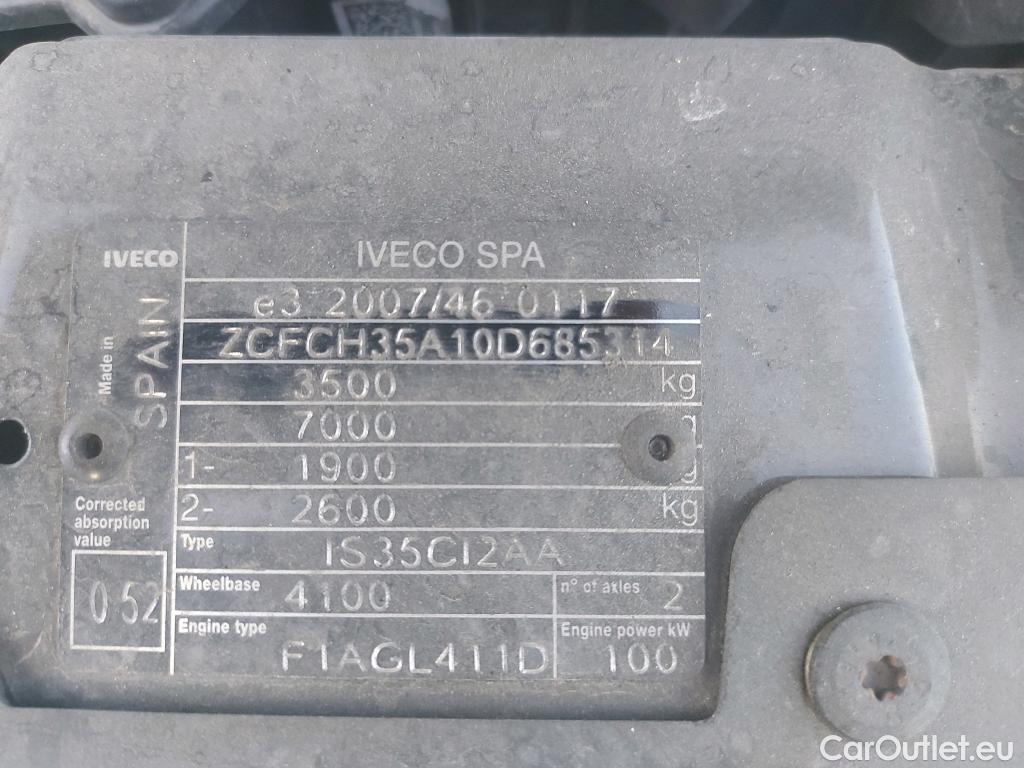 IVECO
IVECO SPA
Made in
SPAIN
e3 2007/46 0117
ZCFCH35A10D685314
3500 kg
7000
1- 1900
2- 2600 kg
Corrected
absorption
value
0 52
Type IS35CI2AA
Wheelbase 4100
n° of axles 2
Engine type F1AGL411D
Engine power kW 100
CarOutlet.eu